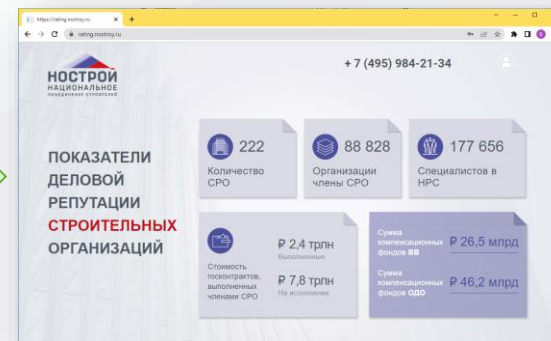 https://rating.nostroy.ru
rating.nostroy.ru
НОСТРОЙ
НАЦИОНАЛЬНОЕ
ОБЪЕДИНЕНИЕ СТРОИТЕЛЕЙ
+ 7 (495) 984-21-34
ПОКАЗАТЕЛИ
ДЕЛОВОЙ
РЕПУТАЦИИ
СТРОИТЕЛЬНЫХ
ОРГАНИЗАЦИЙ
222
Количество
СРО
88 828
Организации
члены СРО
177 656
Специалистов в
НРС
Стоимость
госконтрактов,
выполненных
членами СРО
₽ 2,4 трлн
Выполненные
₽ 7,8 трлн
На исполнении
Сумма
компенсационных
фондов ВВ
₽ 26,5 млрд
Сумма
компенсационных
фондов ОДО
₽ 46,2 млрд